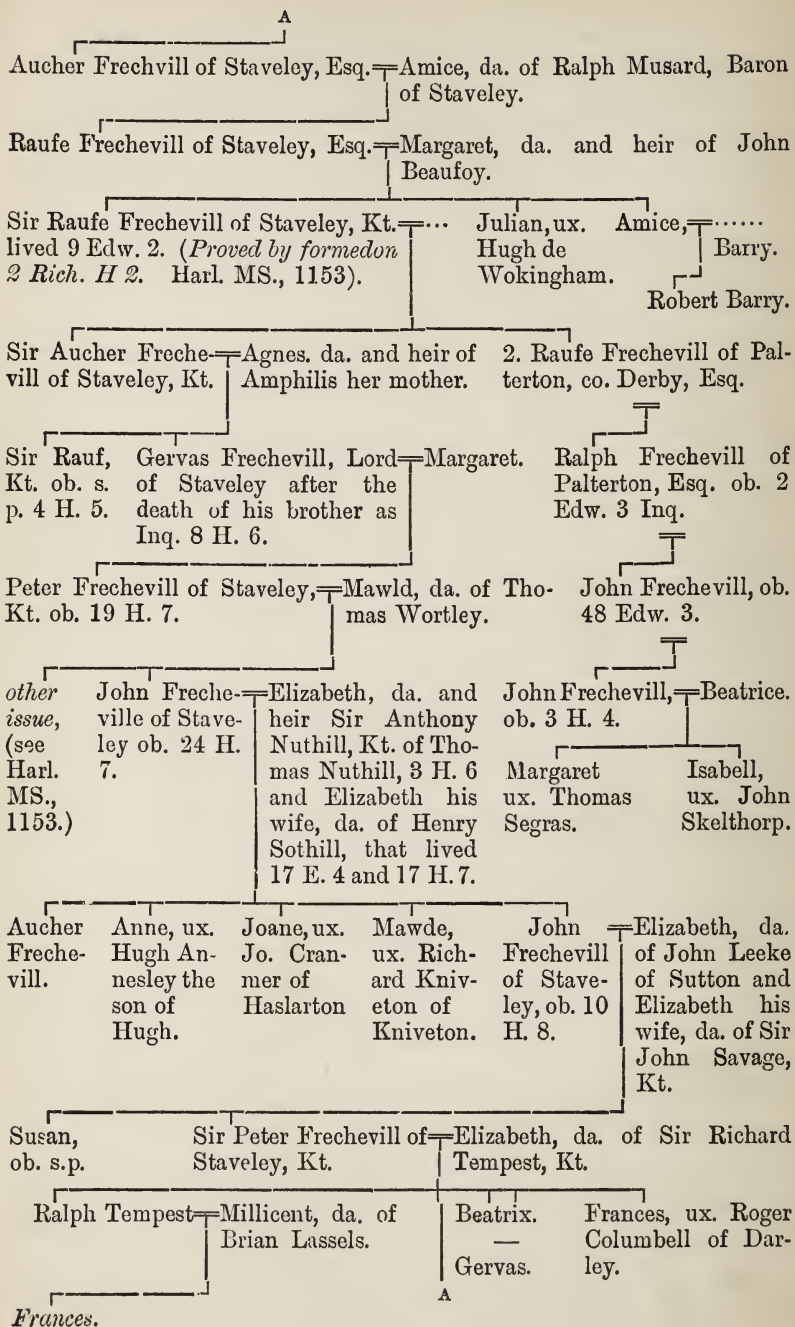 A
Aucher Frechvill of Staveley, Esq.
Amice, da. of Ralph Musard, Baron
of Staveley.
Raufe Frechevill of Staveley, Esq.
Margaret, da. and heir of John
Beaufoy.
Sir Raufe Frechevill of Staveley, Kt.
lived 9 Edw. 2. (Proved by formedon
2 Rich. H 2. Harl. MS., 1153).
...
Julian, ux.
Hugh de
Wokingham.
Amice,
......
Barry.
Robert Barry.
Sir Aucher Freche-
vill of Staveley, Kt.
Agnes. da. and heir of
Amphilis her mother.
2. Raufe Frechevill of Pal-
terton, co. Derby, Esq.
Sir Rauf,
Kt. ob. s.
p. 4 H. 5.
Gervas Frechevill, Lord
of Staveley after the
death of his brother as
Inq. 8 H. 6.
Margaret.
Ralph Frechevill of
Palterton, Esq. ob. 2
Edw. 3 Inq.
Peter Frechevill of Staveley,
Kt. ob. 19 H. 7.
Mawld, da. of Tho-
mas Wortley.
John Frechevill, ob.
48 Edw. 3.
other
issue,
(see
Harl.
MS.,
1153.)
John Freche-
ville of Stave-
ley ob. 24 H.
7.
Elizabeth, da. and
heir Sir Anthony
Nuthill, Kt. of Tho-
mas Nuthill, 3 H. 6
and Elizabeth his
wife, da. of Henry
Sothill, that lived
17 E. 4 and 17 H. 7.
John Frechevill,
ob. 3 H. 4.
Beatrice.
Margaret
ux. Thomas
Segras.
Isabell,
ux. John
Skelthorp.
Aucher
Freche-
vill.
Anne, ux.
Hugh An-
nesley the
son of
Hugh.
Joane, ux.
Jo. Cran-
mer of
Haslarton
Mawde,
ux. Rich-
ard Kniv-
eton of
Kniveton.
John
Frechevill
of Stave-
ley, ob. 10
H. 8.
Elizabeth, da.
of John Leeke
of Sutton and
Elizabeth his
wife, da. of Sir
John Savage,
Kt.
Susan,
ob. s.p.
Sir Peter Frechevill of
Staveley, Kt.
Elizabeth, da. of Sir Richard
Tempest, Kt.
Ralph Tempest
Millicent, da. of
Brian Lassels.
Beatrix.
—
Gervas.
Frances, ux. Roger
Columbell of Dar-
ley.
A
Frances.